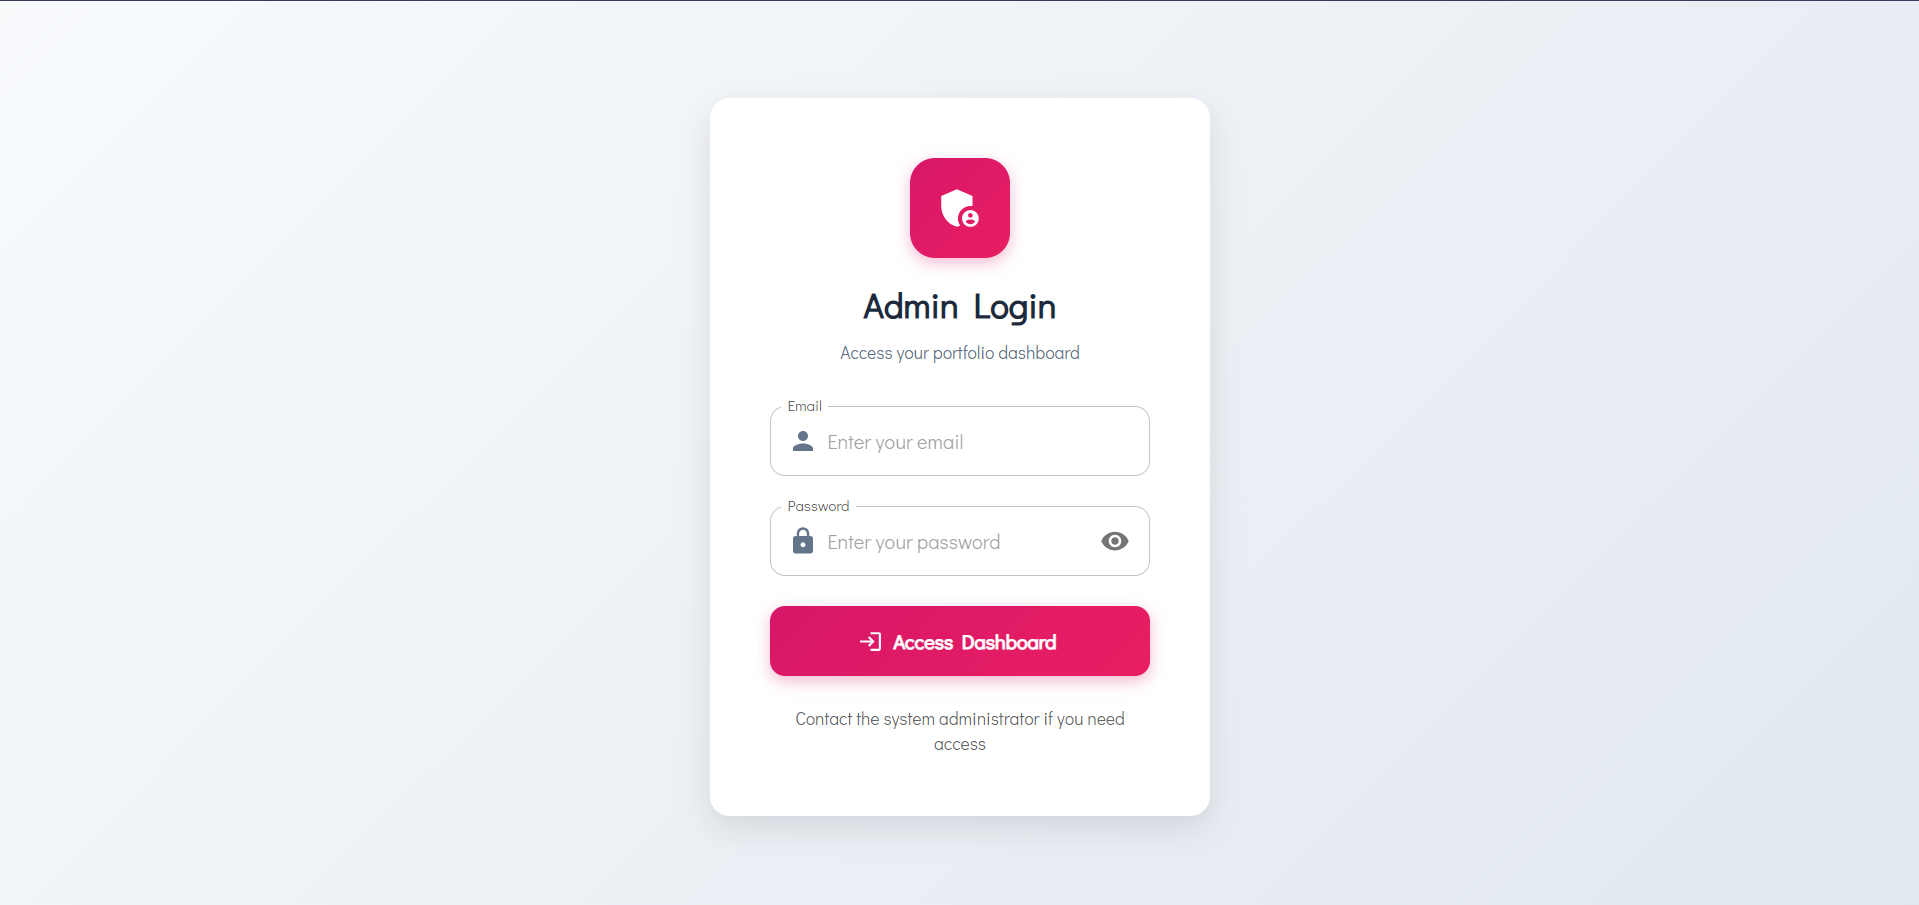 Admin Login
Access your portfolio dashboard
Email
Enter your email
Password
Enter your password
Access Dashboard
Contact the system administrator if you need
access